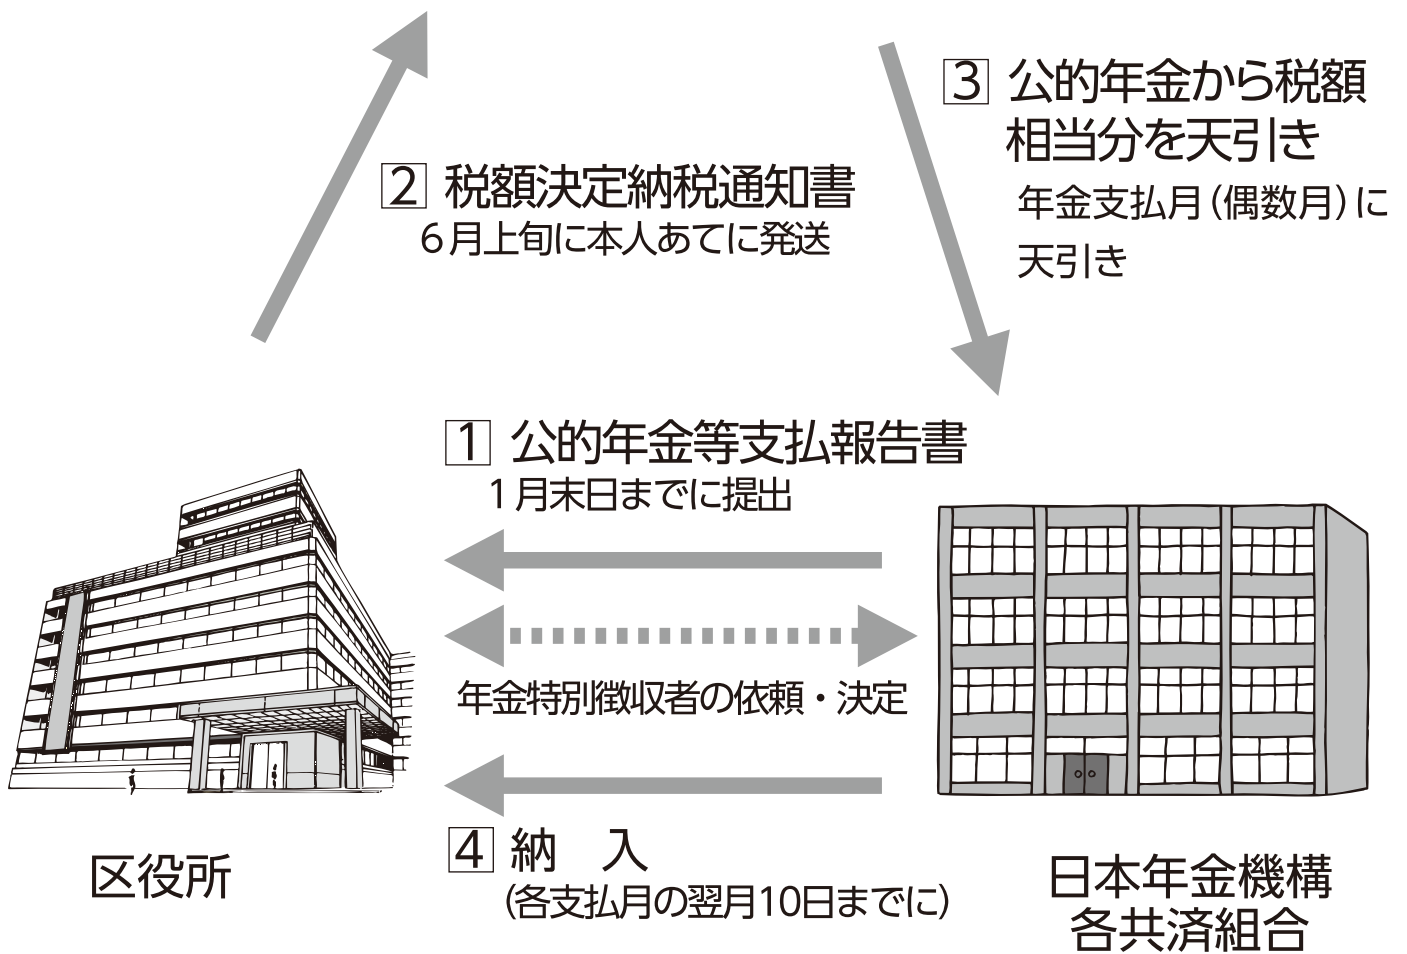 3 公的年金から税額
相当分を天引き
年金支払月（偶数月）に
天引き
2 税額決定納税通知書
6月上旬に本人あてに発送
1 公的年金等支払報告書
1月末日までに提出
年金特別徴収者の依頼・決定
4 納　入
（各支払月の翌月10日までに）
区役所
日本年金機構
各共済組合